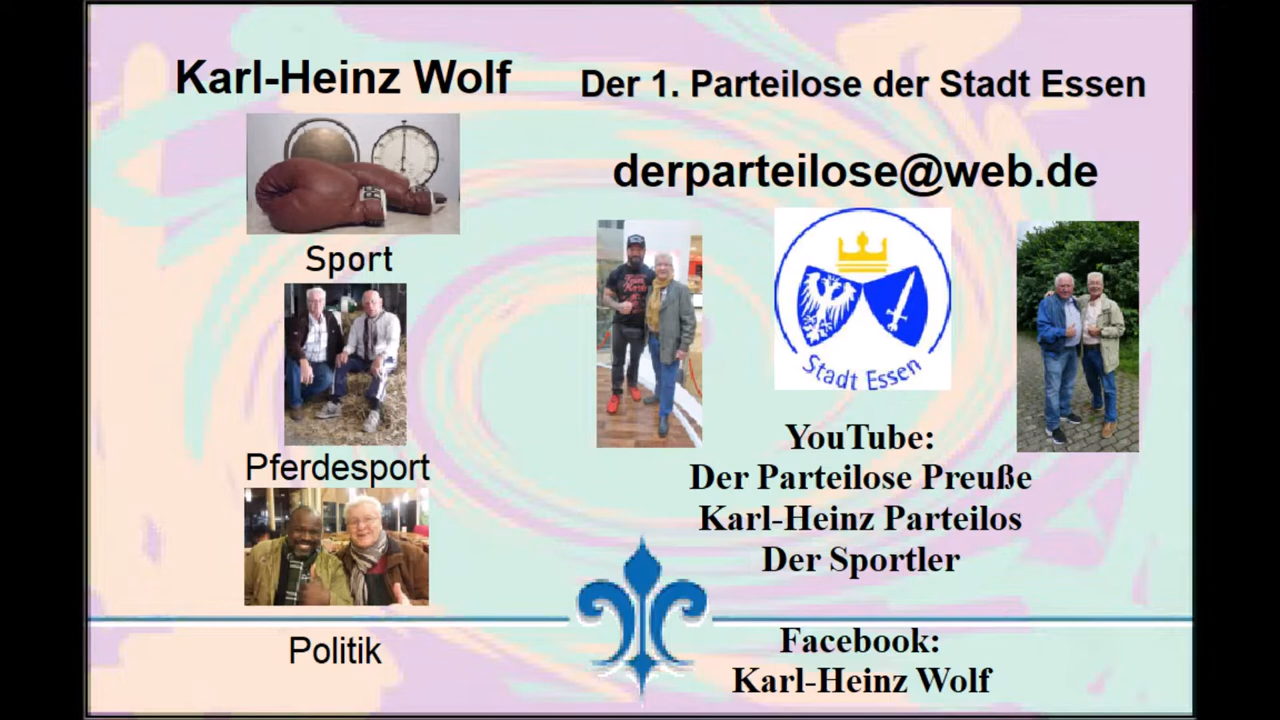 Karl-Heinz Wolf
Der 1. Parteilose der Stadt Essen
derparteilose@web.de
Sport
Pferdesport
Politik
Stadt Essen
YouTube:
Der Parteilose Preuße
Karl-Heinz Parteilos
Der Sportler
Facebook:
Karl-Heinz Wolf